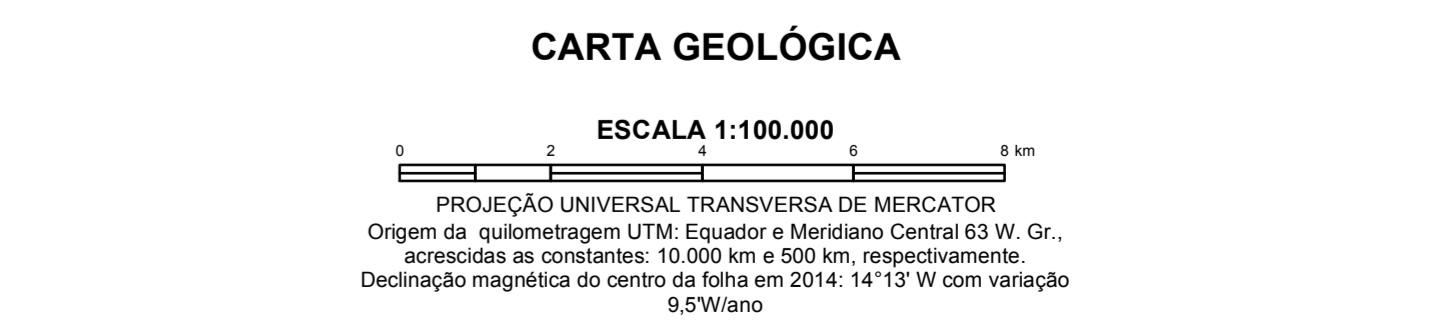 CARTA GEOLÓGICA
ESCALA 1:100.000
0 2 4 6 8 km
PROJEÇÃO UNIVERSAL TRANSVERSA DE MERCATOR
Origem da quilometragem UTM: Equador e Meridiano Central 63 W. Gr.,
acrescidas as constantes: 10.000 km e 500 km, respectivamente.
Declinação magnética do centro da folha em 2014: 14°13' W com variação
9,5'W/ano